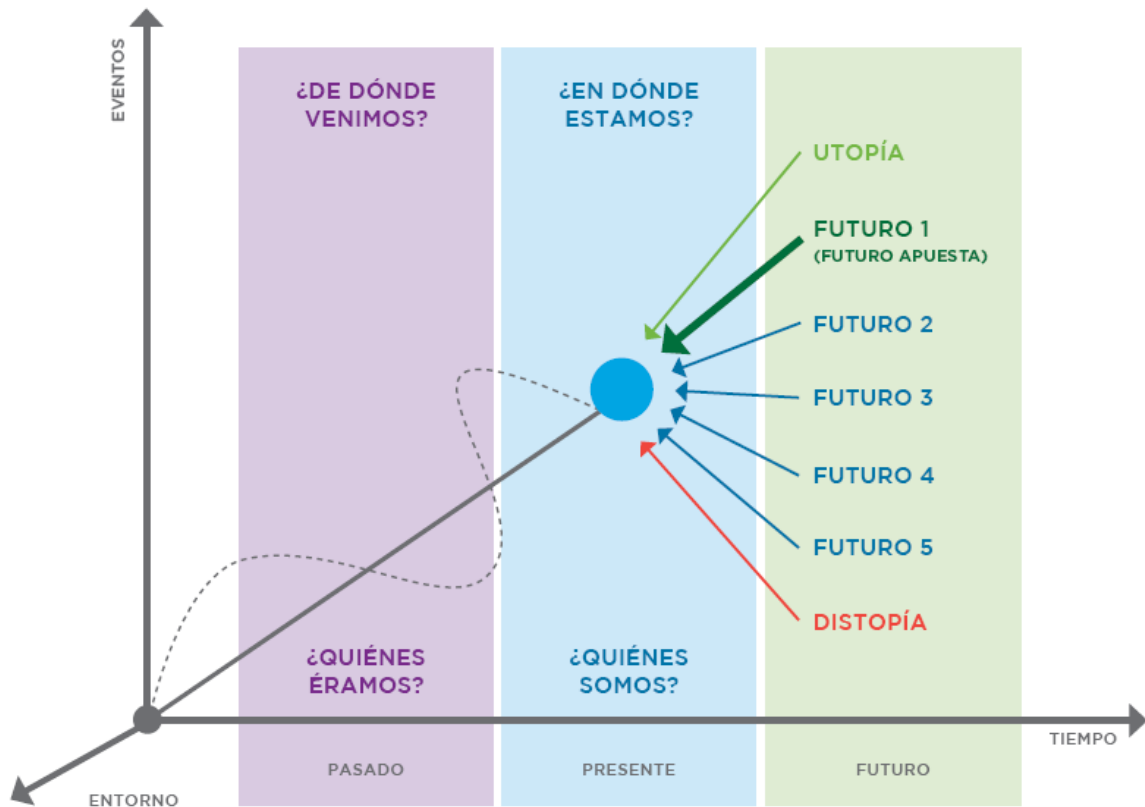 EVENTOS
¿DE DÓNDE
VENIMOS?
¿EN DÓNDE
ESTAMOS?
UTOPÍA
FUTURO 1
(FUTURO APUESTA)
FUTURO 2
FUTURO 3
FUTURO 4
FUTURO 5
DISTOPÍA
¿QUIÉNES
ÉRAMOS?
¿QUIÉNES
SOMOS?
TIEMPO
PASADO
PRESENTE
FUTURO
ENTORNO